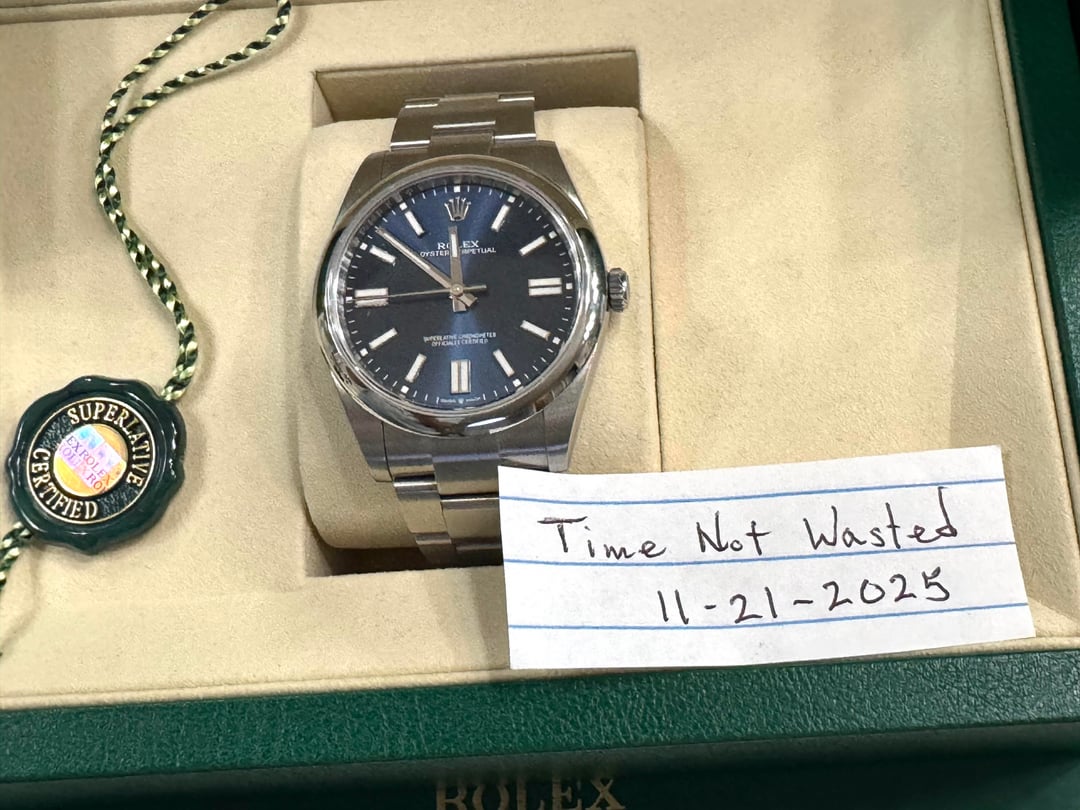 ROLEX
OYSTER PERPETUAL
SUPERLATIVE CHRONOMETER
OFFICIALLY CERTIFIED
SUPERLATIVE
CERTIFIED
Time Not Wasted
11-21-2025
ROLEX